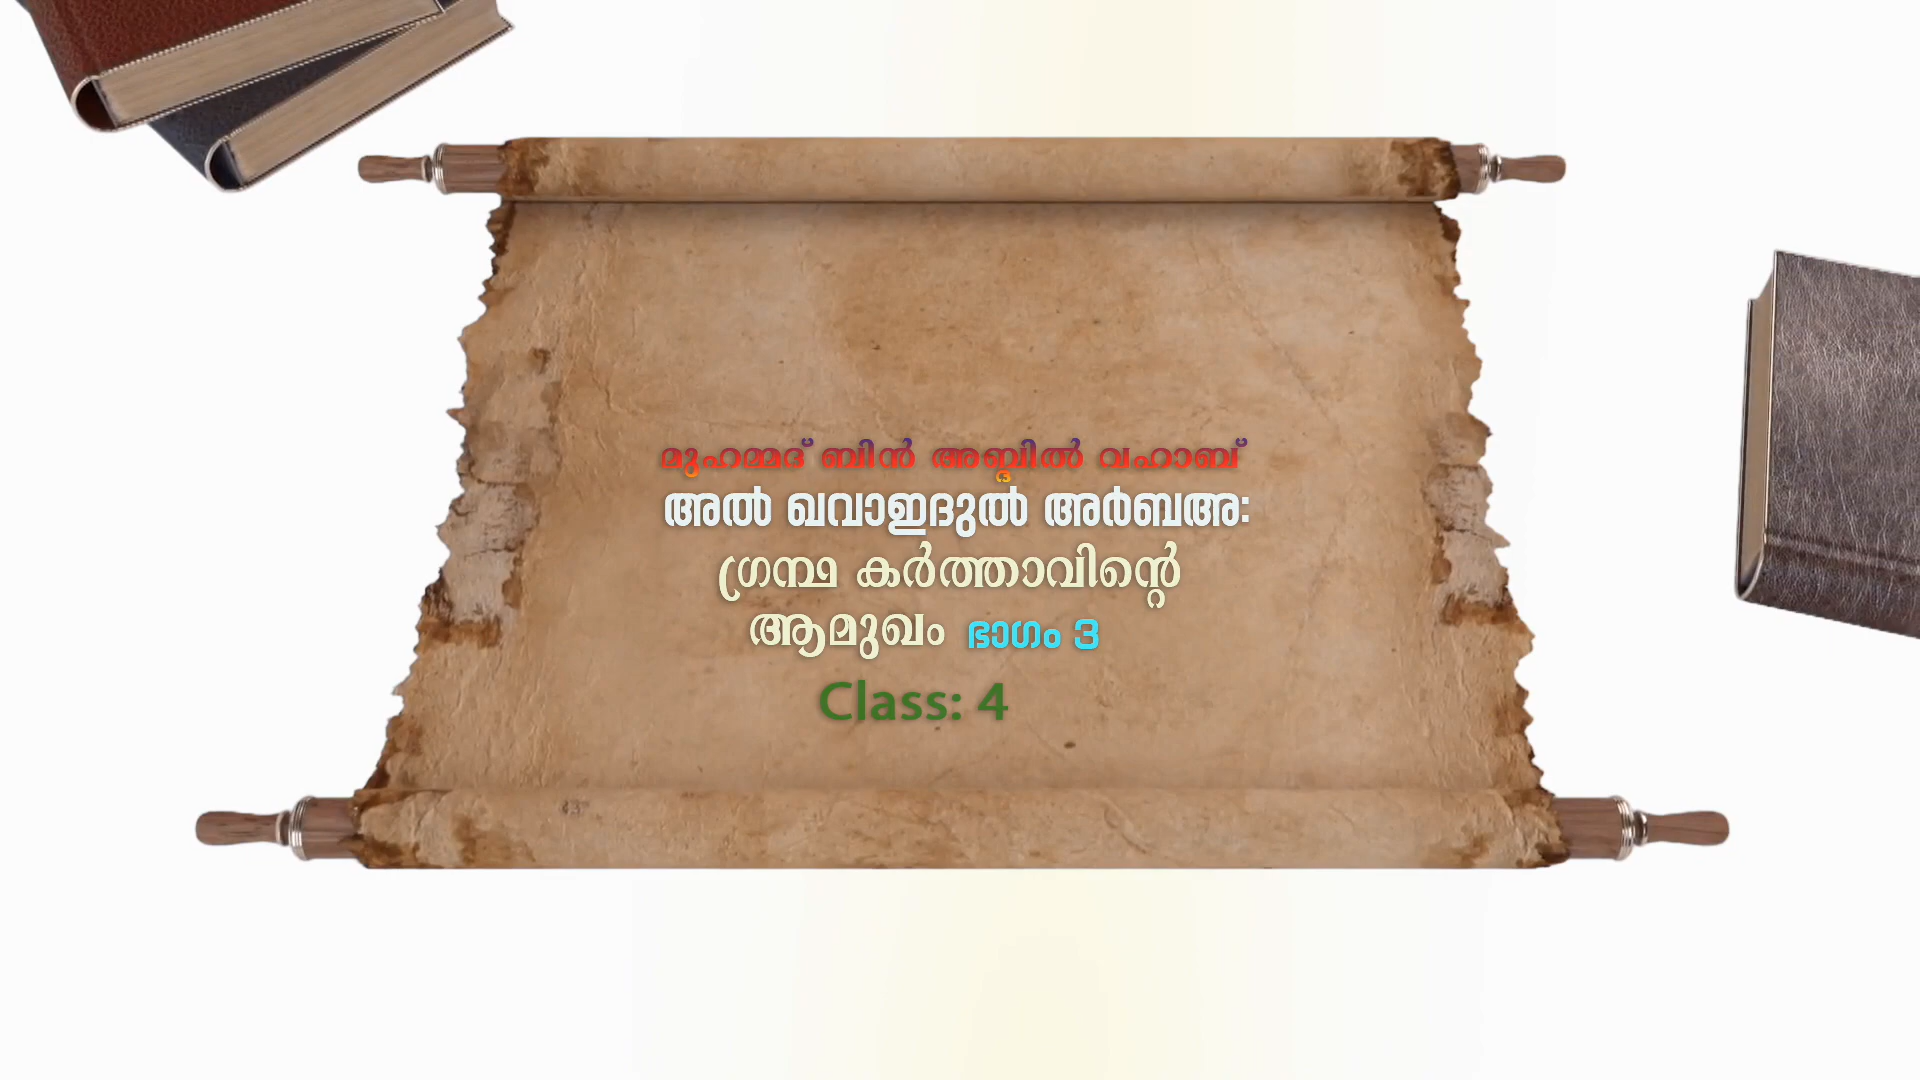 മുഹമ്മദ് ബിൻ അബ്ദിൽ വഹാബ്
അൽ ഖവാഇദുൽ അർബഅ:
ഗ്രന്ഥ കർത്താവിന്റെ
ആമുഖം ഭാഗം 3
Class: 4